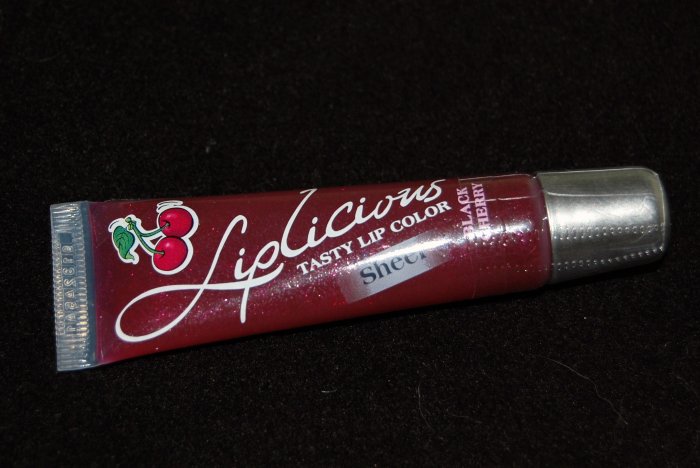 Liplicious
TASTY LIP COLOR
Sheer
BLACK
CHERRY